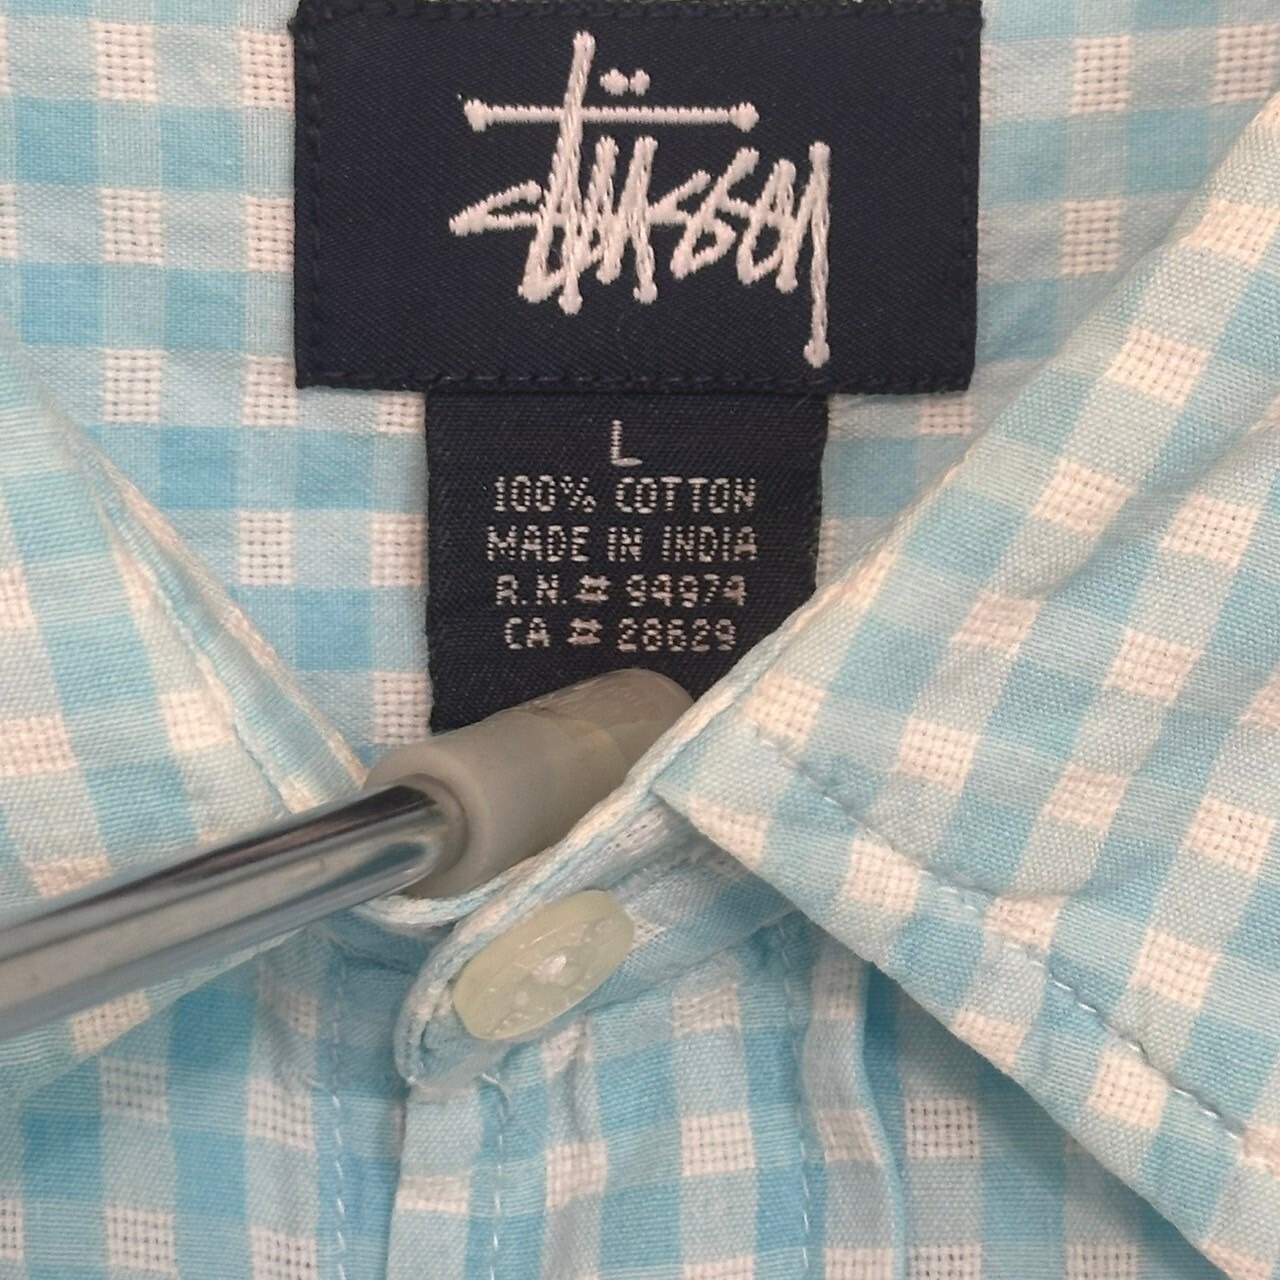 Stüssy
L
100% COTTON
MADE IN INDIA
R.N.# 94974
CA # 28629